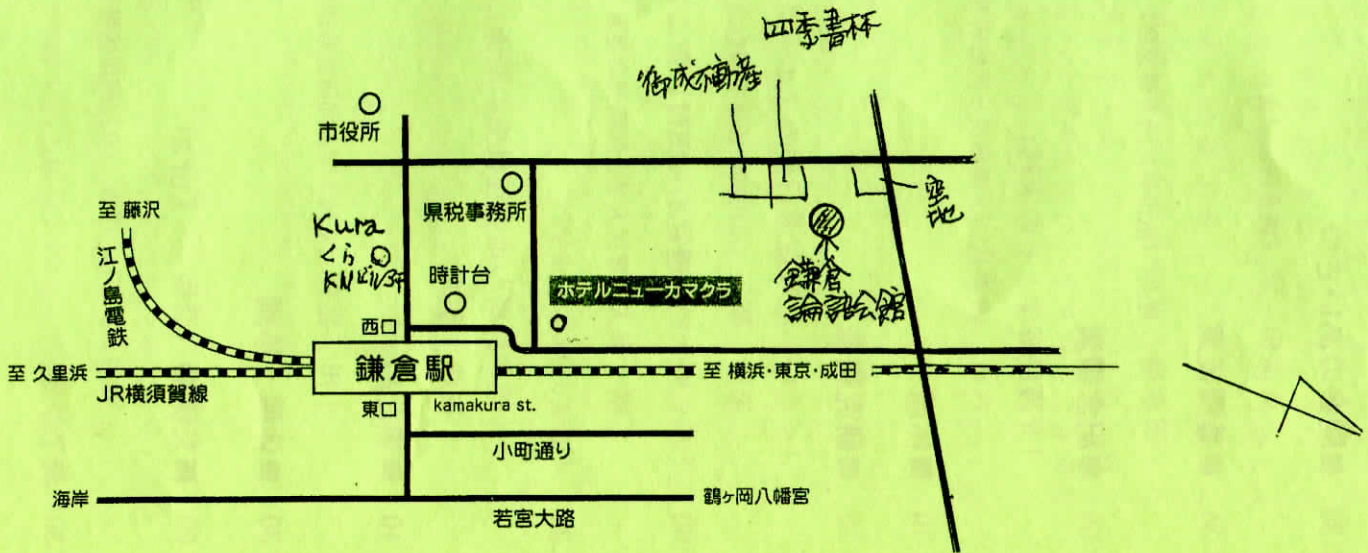 四季書林
御成不動産
市役所
空地
県税事務所
至 藤沢
江ノ島電鉄
Kura
くら
KNビル3F
時計台
ホテルニューカマクラ
鎌倉
論註会館
西口
鎌倉駅
至 久里浜
JR横須賀線
至 横浜・東京・成田
東口
kamakura st.
小町通り
海岸
鶴ヶ岡八幡宮
若宮大路